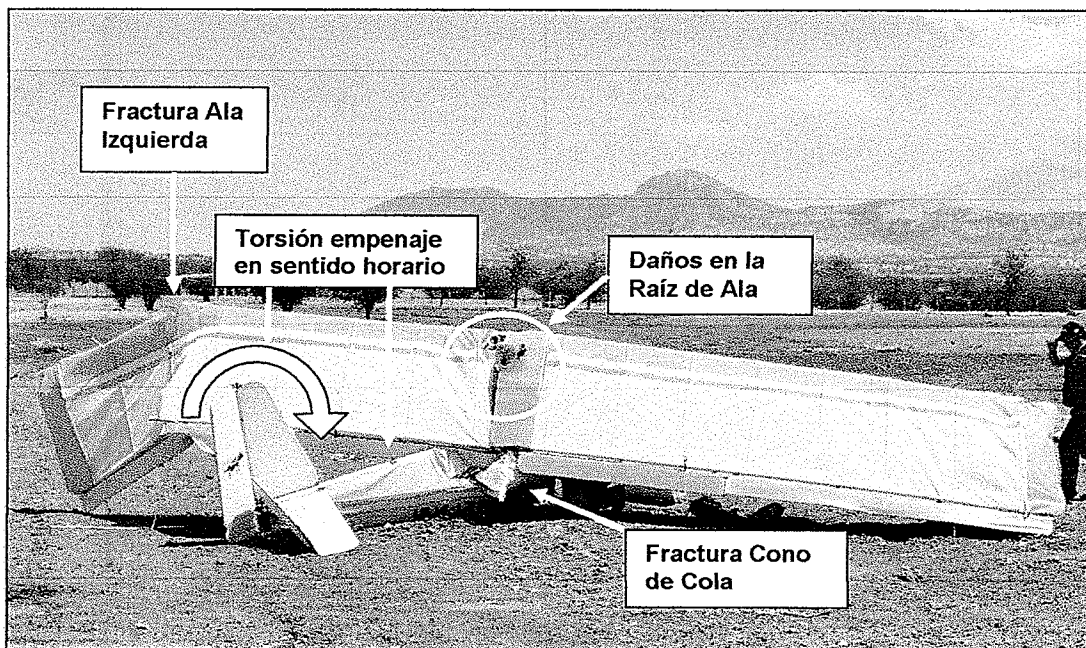 Fractura Ala
Izquierda
Torsión empenaje
en sentido horario
Daños en la
Raíz de Ala
Fractura Cono
de Cola